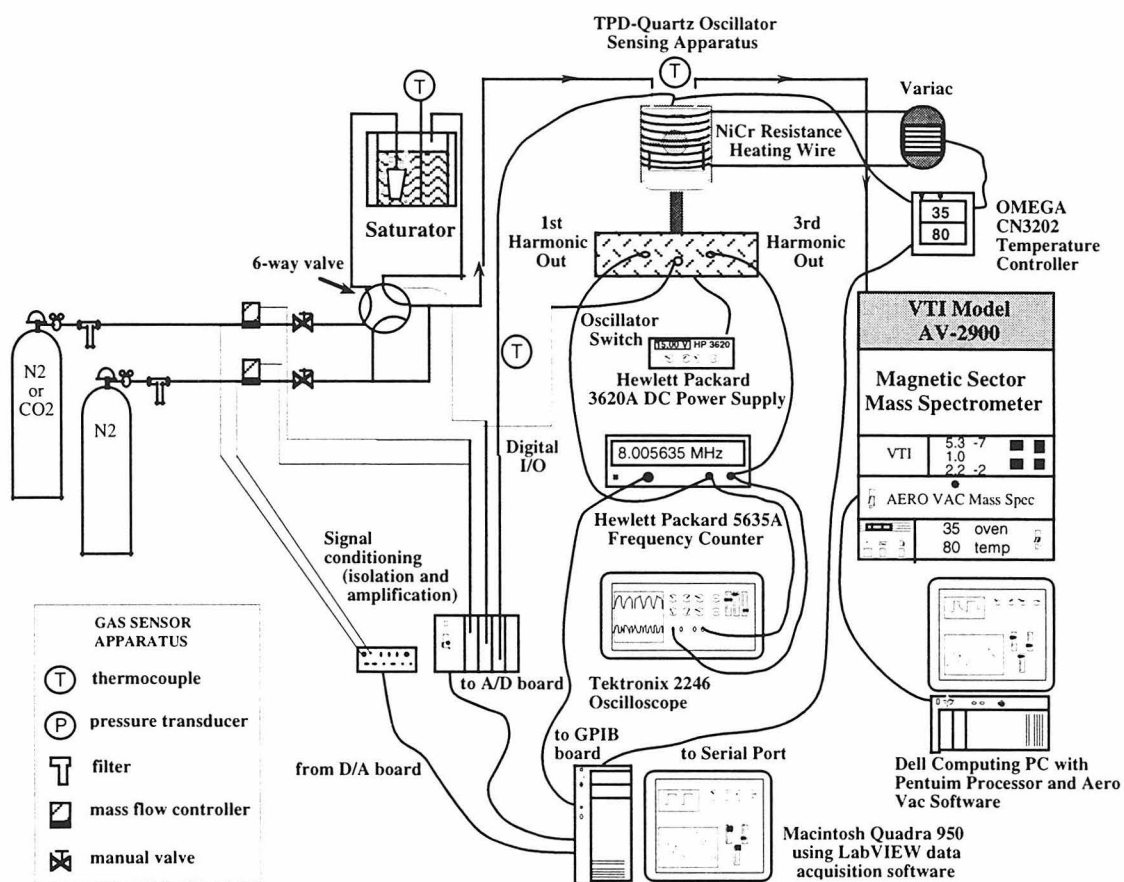 TPD-Quartz Oscillator
Sensing Apparatus
T
T
Variac
NiCr Resistance
Heating Wire
Saturator
1st
Harmonic
Out
3rd
Harmonic
Out
35
80
OMEGA
CN3202
Temperature
Controller
6-way valve
Oscillator
Switch
T
15.00 V HP 3620
Hewlett Packard
3620A DC Power Supply
VTI Model
AV-2900
Magnetic Sector
Mass Spectrometer
VTI
5.3 -7
1.0
2.2 -2
AERO VAC Mass Spec
35 oven
80 temp
N2
or
CO2
N2
Digital
I/O
8.005635 MHz
Hewlett Packard 5635A
Frequency Counter
Signal
conditioning
(isolation and
amplification)
GAS SENSOR
APPARATUS
T thermocouple
P pressure transducer
filter
mass flow controller
manual valve
to A/D board
Tektronix 2246
Oscilloscope
from D/A board
to GPIB
board
to Serial Port
Dell Computing PC with
Pentuim Processor and Aero
Vac Software
Macintosh Quadra 950
using LabVIEW data
acquisition software